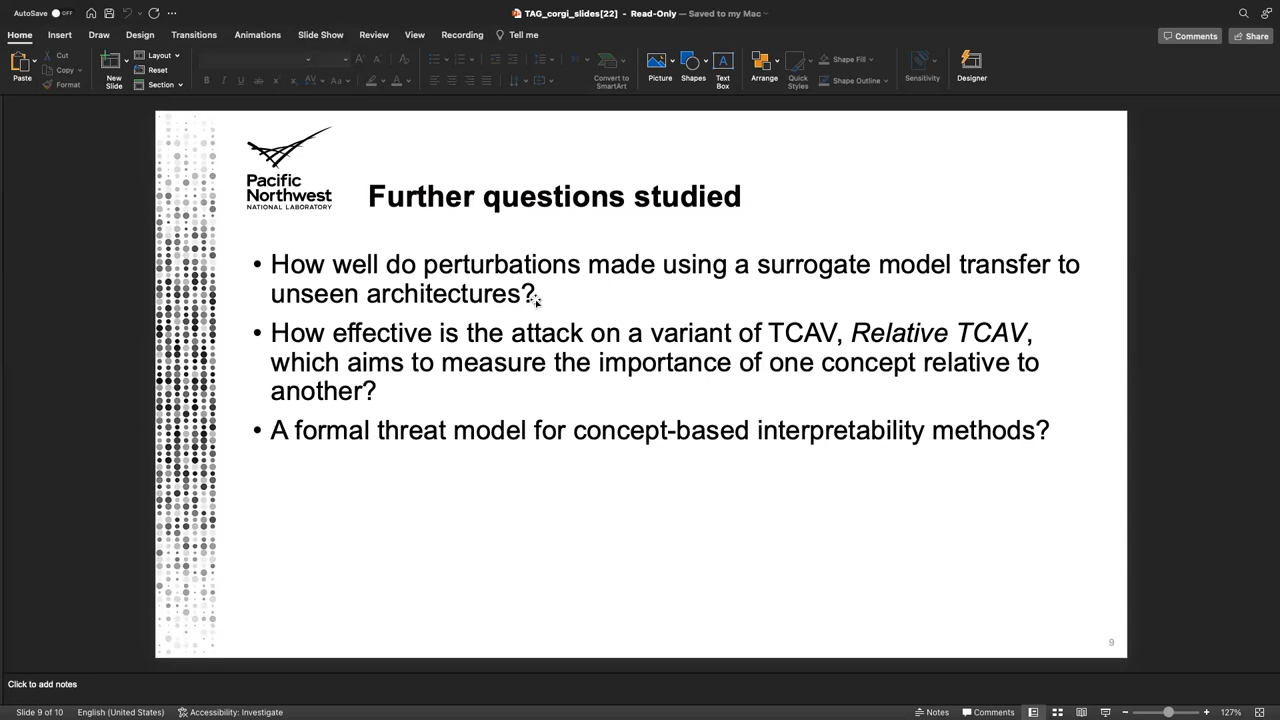 AutoSave OFF
TAG_corgi_slides[22] - Read-Only — Saved to my Mac
Home Insert Draw Design Transitions Animations Slide Show Review View Recording Tell me
Comments Share
Paste
Cut
Copy
Format
New
Slide
Layout
Reset
Section
Convert to
SmartArt
Picture
Shapes
Text
Box
Arrange
Quick
Styles
Shape Fill
Shape Outline
Sensitivity
Designer
Pacific
Northwest
NATIONAL LABORATORY
Further questions studied
• How well do perturbations made using a surrogate model transfer to
unseen architectures?
• How effective is the attack on a variant of TCAV, Relative TCAV,
which aims to measure the importance of one concept relative to
another?
• A formal threat model for concept-based interpretability methods?
9
Click to add notes
Slide 9 of 10 English (United States) Accessibility: Investigate Notes Comments 127%